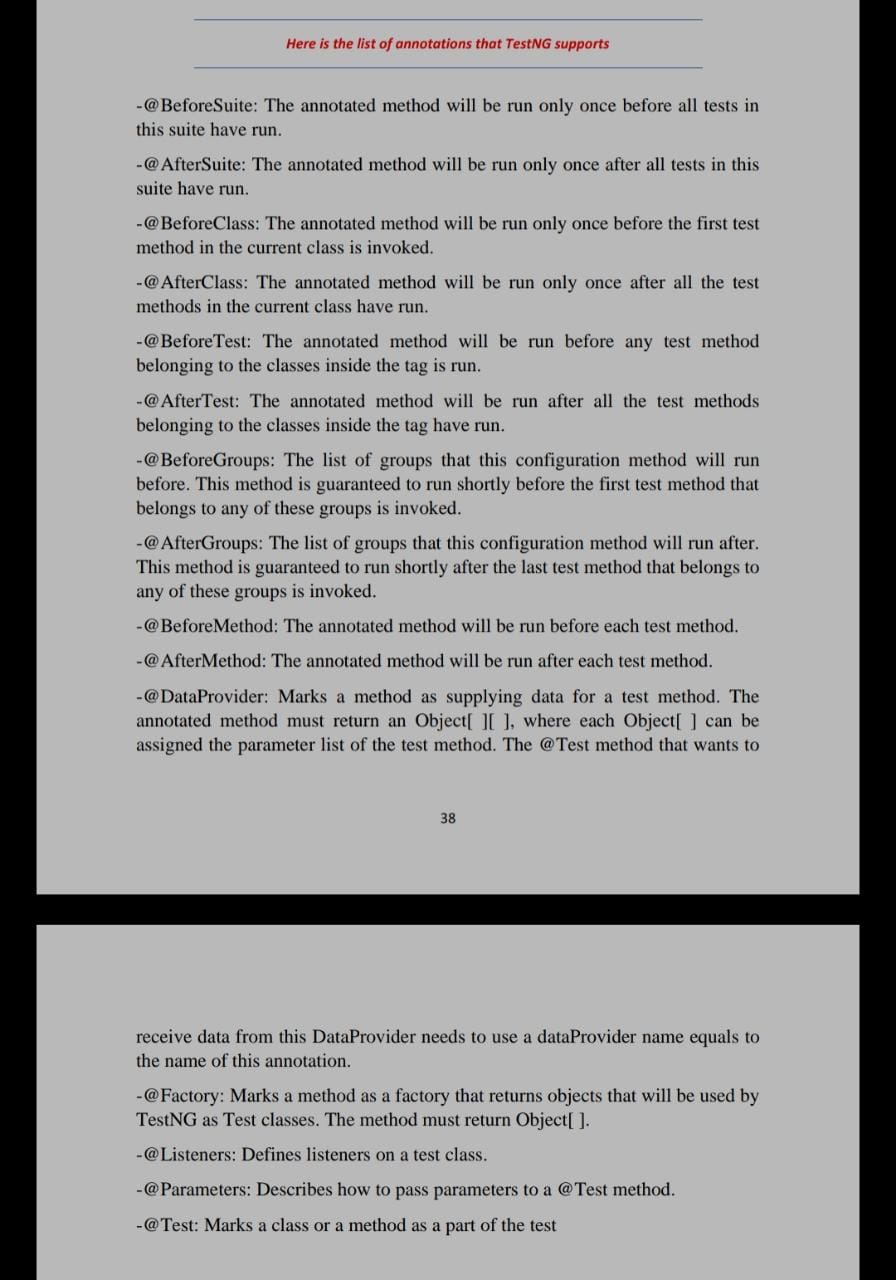 Here is the list of annotations that TestNG supports
-@BeforeSuite: The annotated method will be run only once before all tests in
this suite have run.
-@AfterSuite: The annotated method will be run only once after all tests in this
suite have run.
-@BeforeClass: The annotated method will be run only once before the first test
method in the current class is invoked.
-@AfterClass: The annotated method will be run only once after all the test
methods in the current class have run.
-@BeforeTest: The annotated method will be run before any test method
belonging to the classes inside the tag is run.
-@AfterTest: The annotated method will be run after all the test methods
belonging to the classes inside the tag have run.
-@BeforeGroups: The list of groups that this configuration method will run
before. This method is guaranteed to run shortly before the first test method that
belongs to any of these groups is invoked.
-@AfterGroups: The list of groups that this configuration method will run after.
This method is guaranteed to run shortly after the last test method that belongs to
any of these groups is invoked.
-@BeforeMethod: The annotated method will be run before each test method.
-@AfterMethod: The annotated method will be run after each test method.
-@DataProvider: Marks a method as supplying data for a test method. The
annotated method must return an Object[ ][ ], where each Object[ ] can be
assigned the parameter list of the test method. The @Test method that wants to
38
receive data from this DataProvider needs to use a dataProvider name equals to
the name of this annotation.
-@Factory: Marks a method as a factory that returns objects that will be used by
TestNG as Test classes. The method must return Object[ ].
-@Listeners: Defines listeners on a test class.
-@Parameters: Describes how to pass parameters to a @Test method.
-@Test: Marks a class or a method as a part of the test